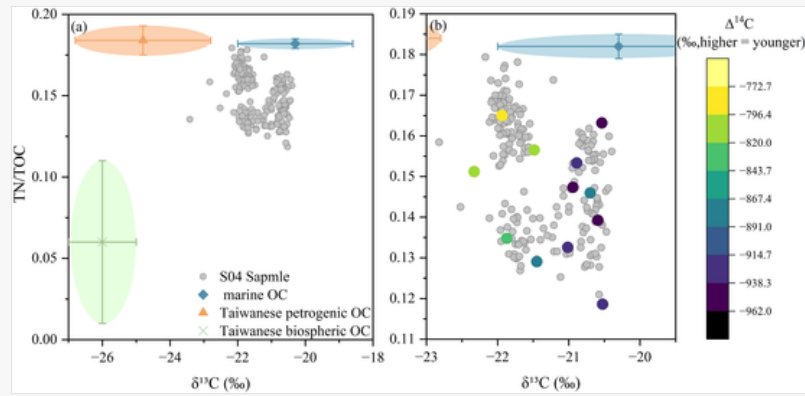 (a)
0.20
0.15
0.10
0.05
0.00
TN/TOC
S04 Sapmle
marine OC
Taiwanese petrogenic OC
Taiwanese biospheric OC
−26 −24 −22 −20 −18
δ¹³C (‰)
(b)
0.19
0.18
0.17
0.16
0.15
0.14
0.13
0.12
0.11
−23 −22 −21 −20
δ¹³C (‰)
Δ¹⁴C
(‰,higher = younger)
−772.7
−796.4
−820.0
−843.7
−867.4
−891.0
−914.7
−938.3
−962.0